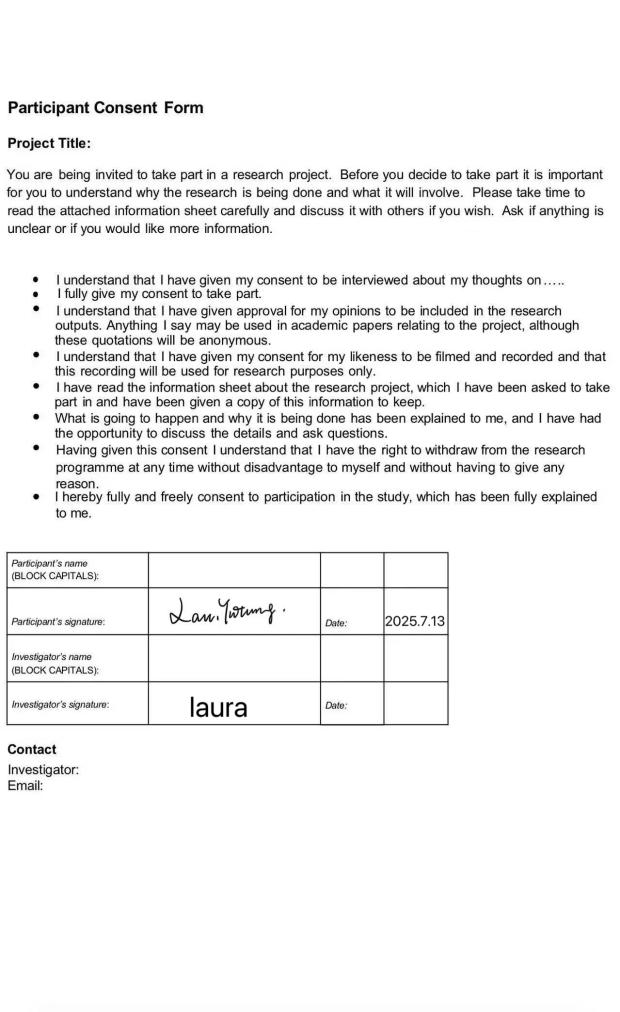 Participant Consent Form
Project Title:
You are being invited to take part in a research project. Before you decide to take part it is important
for you to understand why the research is being done and what it will involve. Please take time to
read the attached information sheet carefully and discuss it with others if you wish. Ask if anything is
unclear or if you would like more information.
• I understand that I have given my consent to be interviewed about my thoughts on…..
• I fully give my consent to take part.
• I understand that I have given approval for my opinions to be included in the research
outputs. Anything I say may be used in academic papers relating to the project, although
these quotations will be anonymous.
• I understand that I have given my consent for my likeness to be filmed and recorded and that
this recording will be used for research purposes only.
• I have read the information sheet about the research project, which I have been asked to take
part in and have been given a copy of this information to keep.
• What is going to happen and why it is being done has been explained to me, and I have had
the opportunity to discuss the details and ask questions.
• Having given this consent I understand that I have the right to withdraw from the research
programme at any time without disadvantage to myself and without having to give any
reason.
• I hereby fully and freely consent to participation in the study, which has been fully explained
to me.
Participant's name
(BLOCK CAPITALS):
Participant's signature: Date: 2025.7.13
Investigator's name
(BLOCK CAPITALS):
Investigator's signature: laura Date:
Contact
Investigator:
Email: